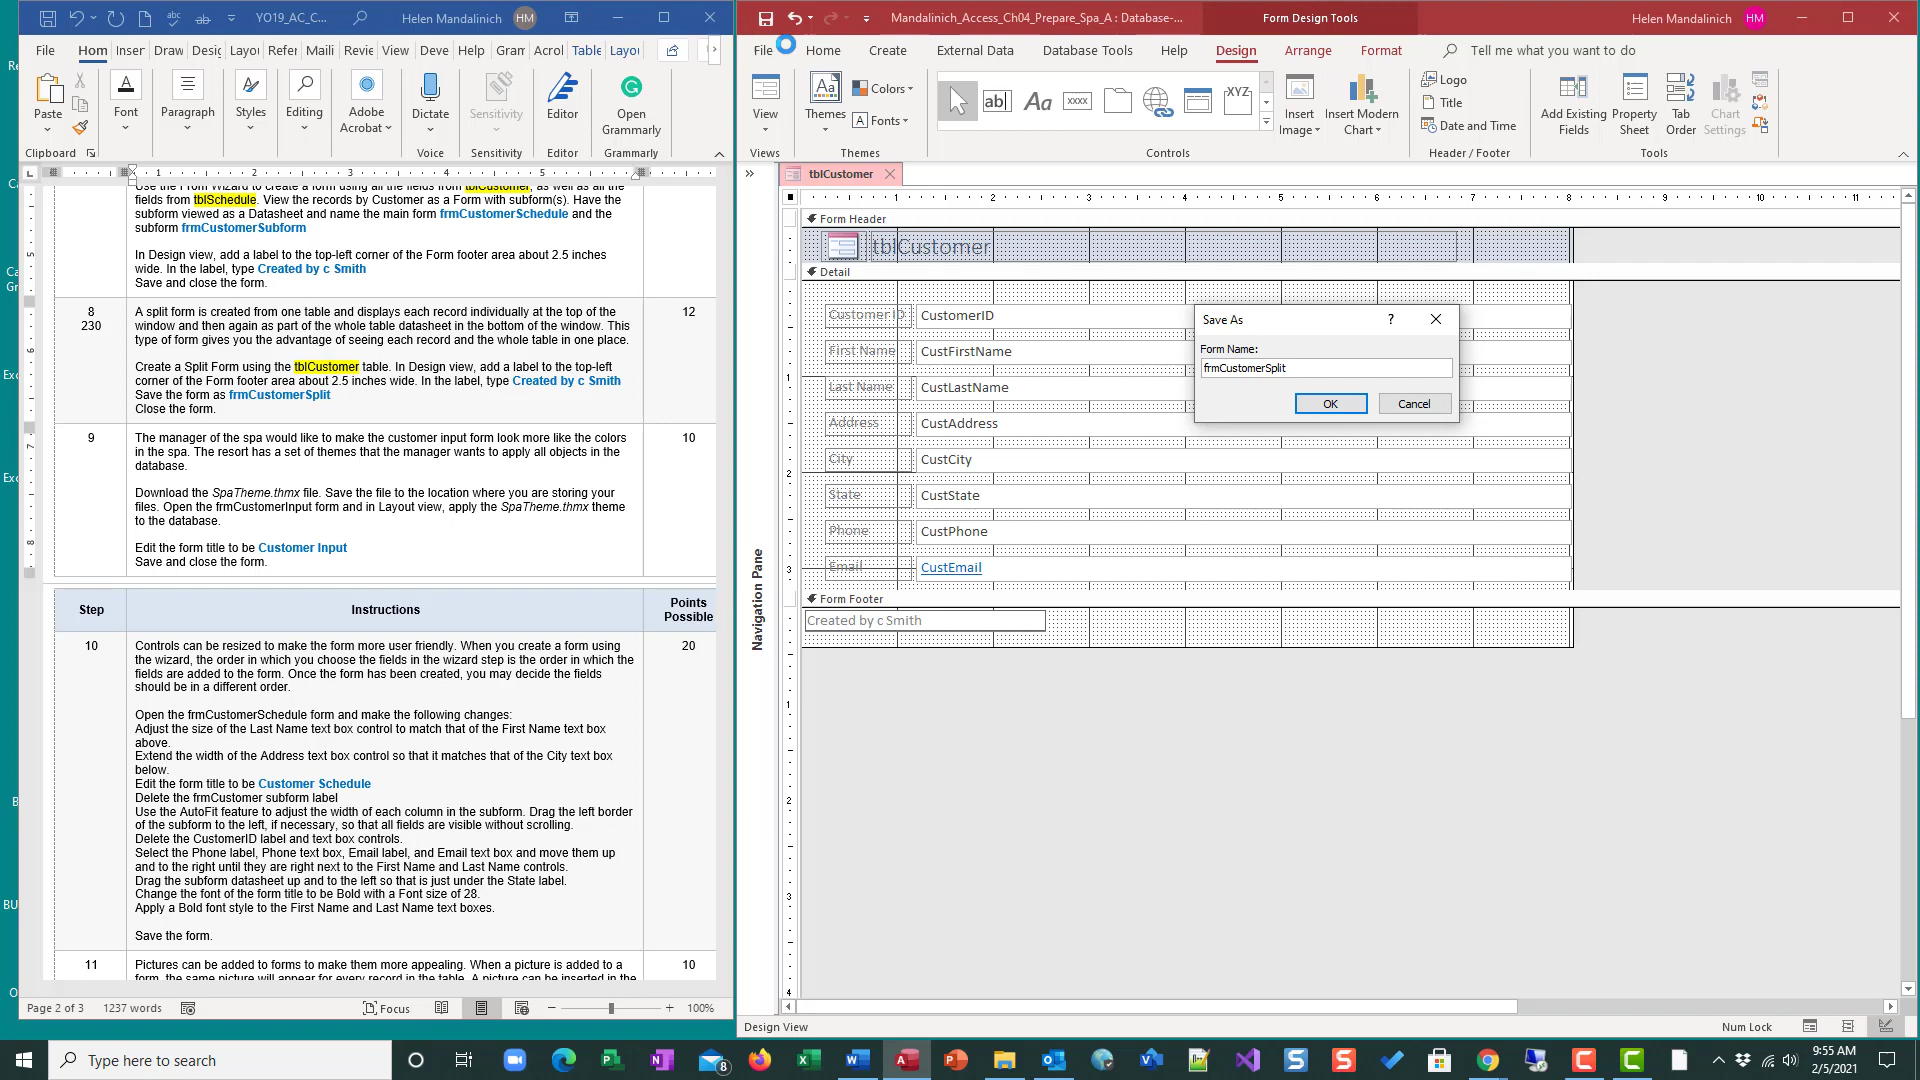 YO19_AC_C...
Helen Mandalinich
HM
File
Hom
Inser
Draw
Desig
Layou
Refer
Maili
Revie
View
Deve
Help
Gran
Acrol
Table
Layou
Paste
Font
Paragraph
Styles
Editing
Adobe
Acrobat
Dictate
Sensitivity
Editor
Open
Grammarly
Clipboard
Voice
Sensitivity
Editor
Grammarly
fields from tblSchedule. View the records by Customer as a Form with subform(s). Have the
subform viewed as a Datasheet and name the main form frmCustomerSchedule and the
subform frmCustomerSubform
In Design view, add a label to the top-left corner of the Form footer area about 2.5 inches
wide. In the label, type Created by c Smith
Save and close the form.
8
230
A split form is created from one table and displays each record individually at the top of the
window and then again as part of the whole table datasheet in the bottom of the window. This
type of form gives you the advantage of seeing each record and the whole table in one place.
12
Create a Split Form using the tblCustomer table. In Design view, add a label to the top-left
corner of the Form footer area about 2.5 inches wide. In the label, type Created by c Smith
Save the form as frmCustomerSplit
Close the form.
9
The manager of the spa would like to make the customer input form look more like the colors
in the spa. The resort has a set of themes that the manager wants to apply all objects in the
database.
10
Download the SpaTheme.thmx file. Save the file to the location where you are storing your
files. Open the frmCustomerInput form and in Layout view, apply the SpaTheme.thmx theme
to the database.
Edit the form title to be Customer Input
Save and close the form.
Step
Instructions
Points
Possible
10
Controls can be resized to make the form more user friendly. When you create a form using
the wizard, the order in which you choose the fields in the wizard step is the order in which the
fields are added to the form. Once the form has been created, you may decide the fields
should be in a different order.
20
Open the frmCustomerSchedule form and make the following changes:
Adjust the size of the Last Name text box control to match that of the First Name text box
above.
Extend the width of the Address text box control so that it matches that of the City text box
below.
Edit the form title to be Customer Schedule
Delete the frmCustomer subform label
Use the AutoFit feature to adjust the width of each column in the subform. Drag the left border
of the subform to the left, if necessary, so that all fields are visible without scrolling.
Delete the CustomerID label and text box controls.
Select the Phone label, Phone text box, Email label, and Email text box and move them up
and to the right until they are right next to the First Name and Last Name controls.
Drag the subform datasheet up and to the left so that is just under the State label.
Change the font of the form title to be Bold with a Font size of 28.
Apply a Bold font style to the First Name and Last Name text boxes.
Save the form.
11
Pictures can be added to forms to make them more appealing. When a picture is added to a
form, the same picture will appear for every record in the table. A picture can be inserted in the
10
Page 2 of 3
1237 words
Focus
100%
Mandalinich_Access_Ch04_Prepare_Spa_A : Database-...
Form Design Tools
Helen Mandalinich
HM
File
Home
Create
External Data
Database Tools
Help
Design
Arrange
Format
Tell me what you want to do
View
Themes
Colors
Fonts
ab|
Aa
xxxx
XYZ
Insert
Image
Insert Modern
Chart
Logo
Title
Date and Time
Add Existing
Fields
Property
Sheet
Tab
Order
Chart
Settings
Views
Themes
Controls
Header / Footer
Tools
tblCustomer
Form Header
tblCustomer
Detail
Customer ID
CustomerID
First Name
CustFirstName
Last Name
CustLastName
Address
CustAddress
City
CustCity
State
CustState
Phone
CustPhone
Email
CustEmail
Form Footer
Created by c Smith
Navigation Pane
Save As
?
Form Name:
frmCustomerSplit
OK
Cancel
Design View
Num Lock
Type here to search
8
9:55 AM
2/5/2021